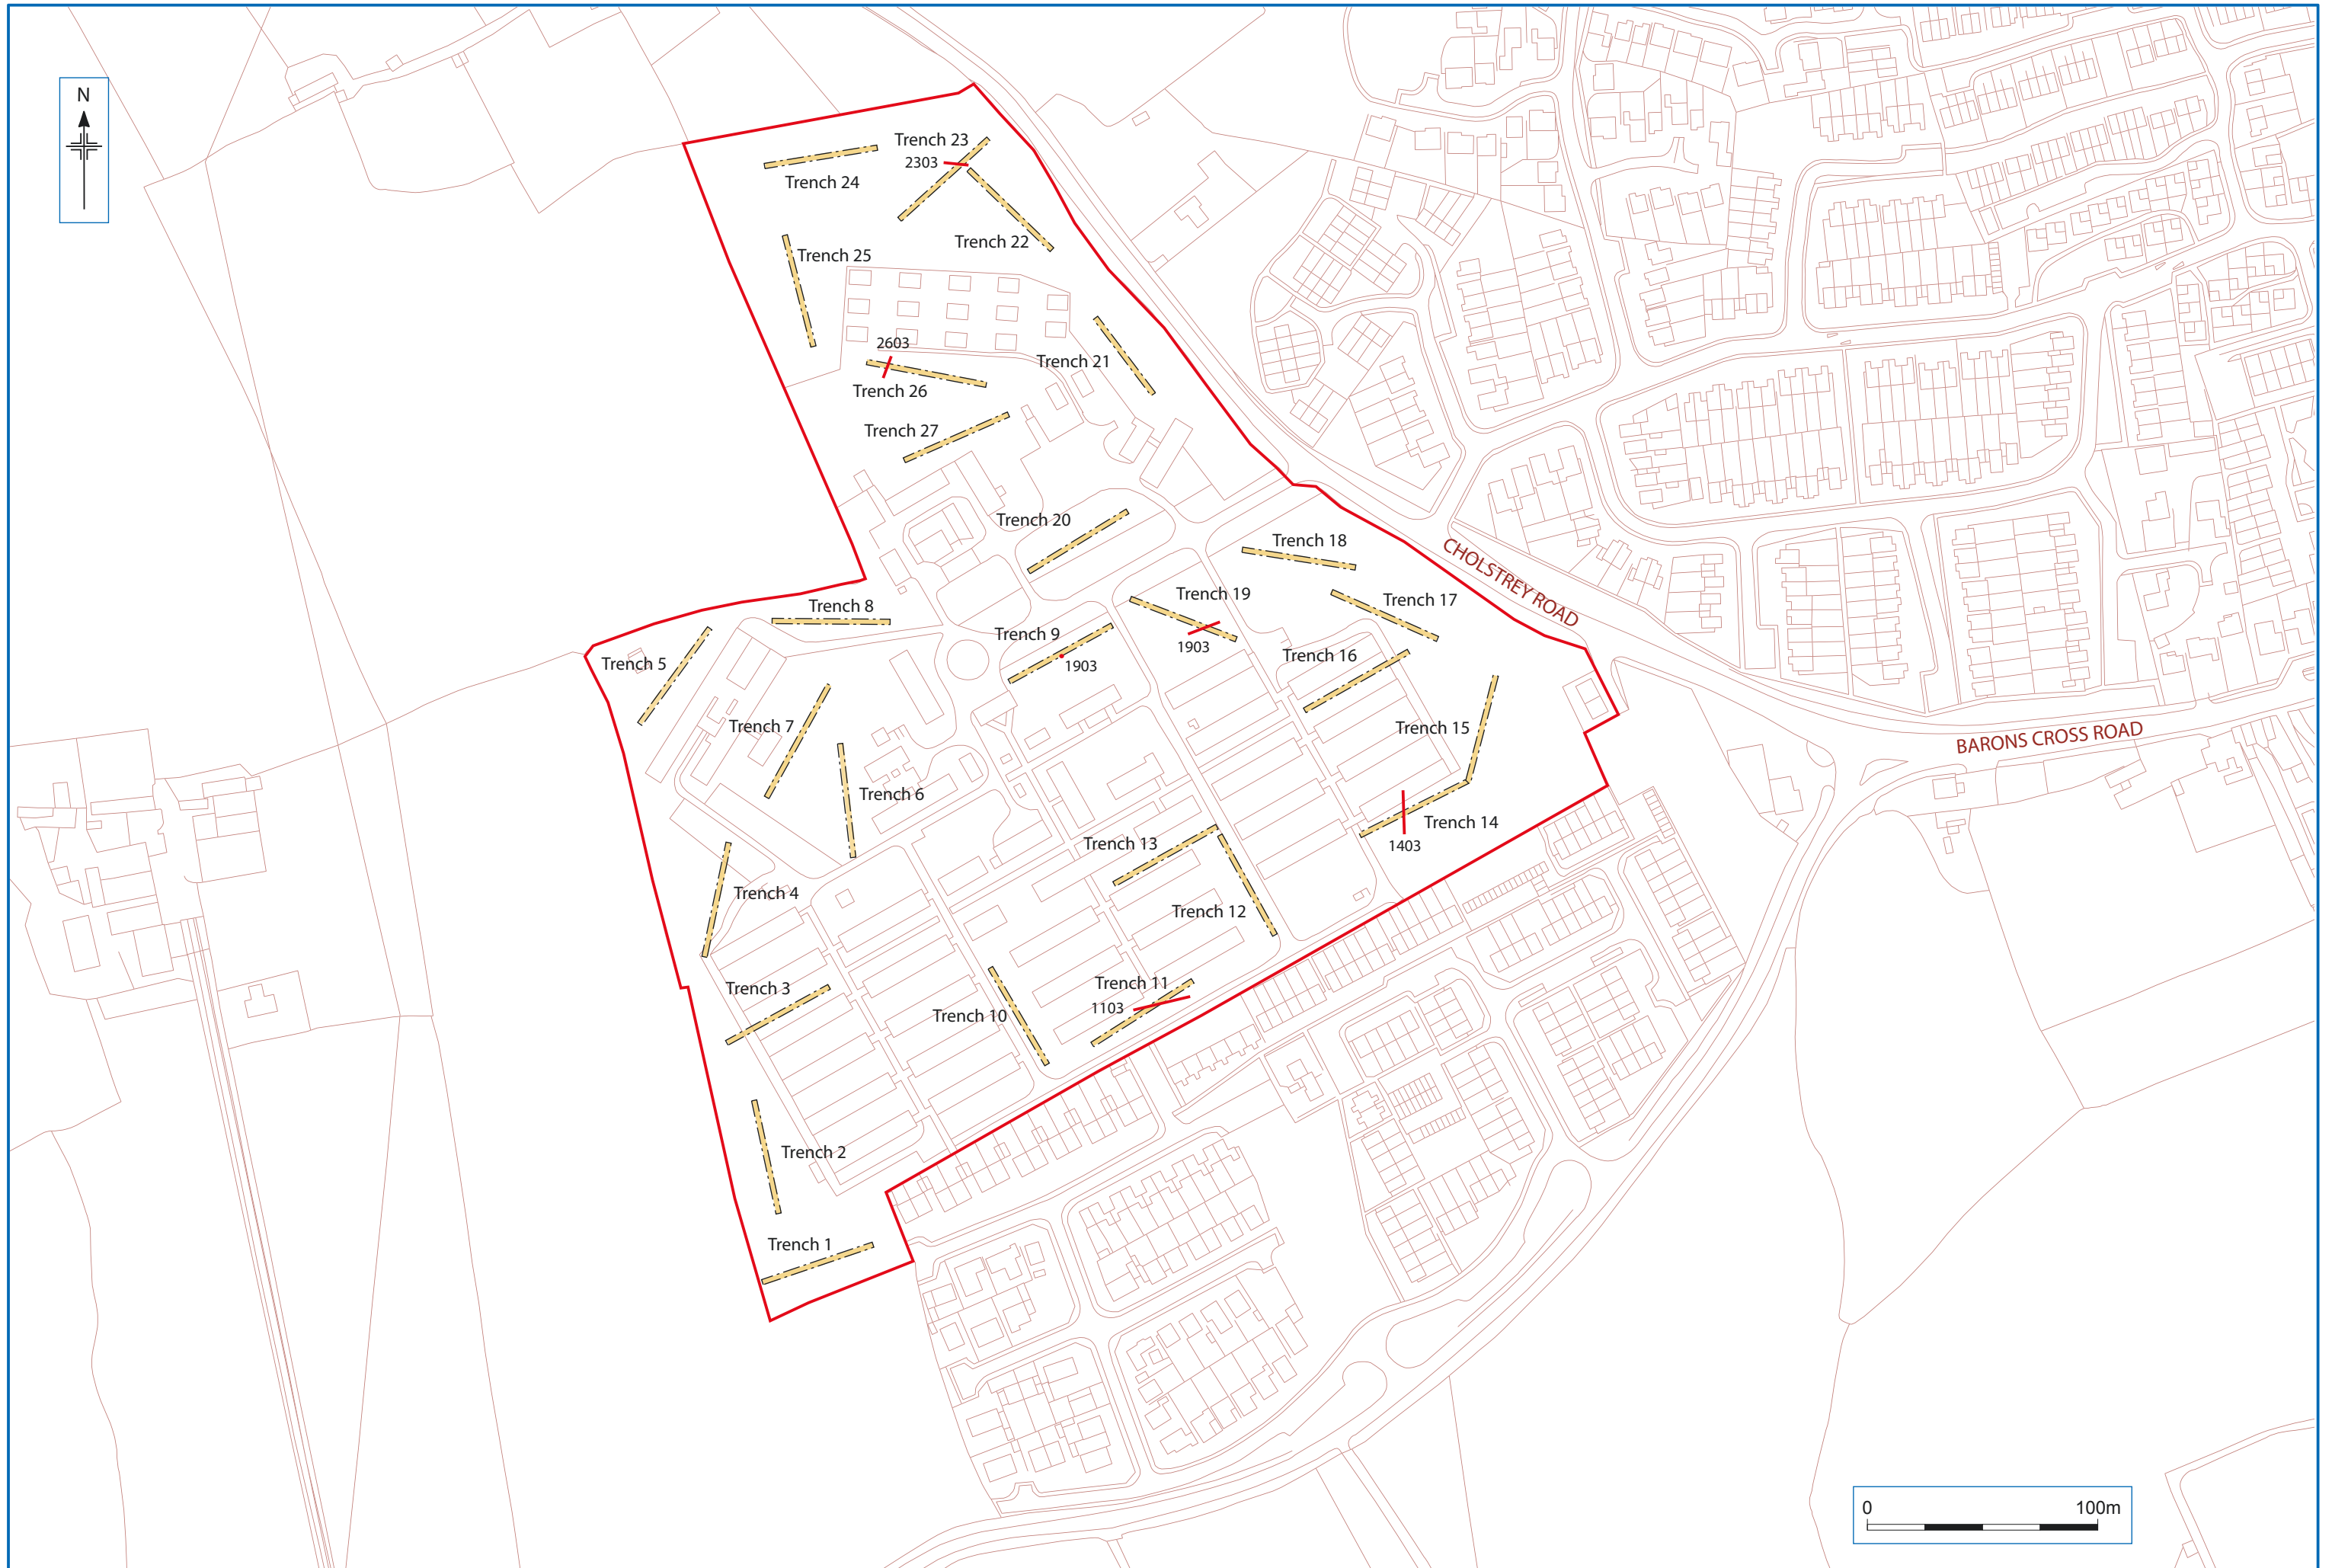 N
Trench 23
2303
Trench 24
Trench 22
Trench 25
2603
Trench 21
Trench 26
Trench 27
Trench 20
Trench 18
CHOLSTREY ROAD
Trench 19
Trench 17
Trench 8
Trench 9
1903
1903
Trench 16
Trench 5
Trench 7
Trench 15
BARONS CROSS ROAD
Trench 6
Trench 14
1403
Trench 13
Trench 4
Trench 12
Trench 3
Trench 11
1103
Trench 10
Trench 2
Trench 1
0 100m